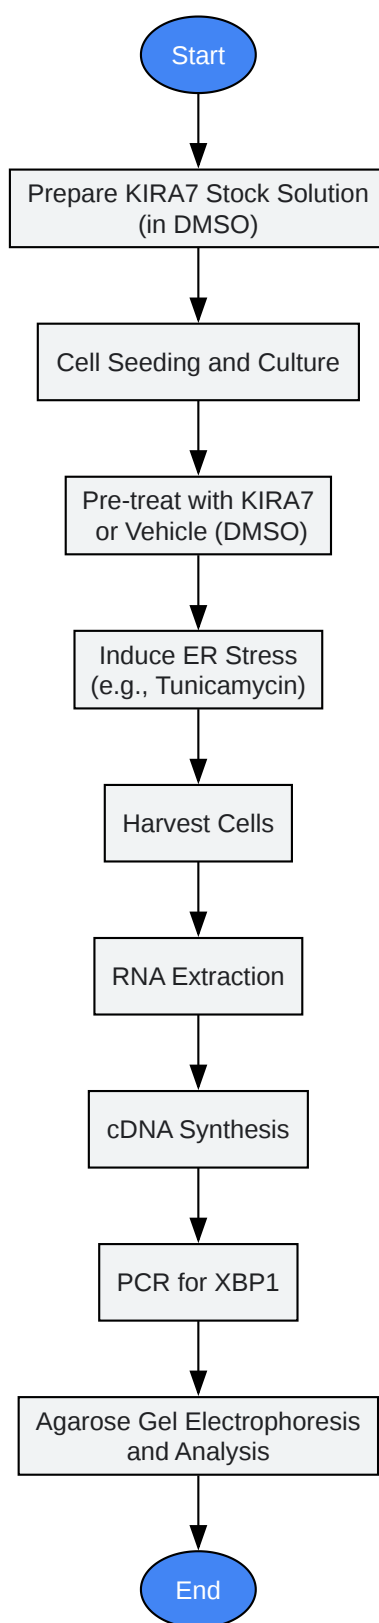 Start
Prepare KIRA7 Stock Solution
(in DMSO)
Cell Seeding and Culture
Pre-treat with KIRA7
or Vehicle (DMSO)
Induce ER Stress
(e.g., Tunicamycin)
Harvest Cells
RNA Extraction
cDNA Synthesis
PCR for XBP1
Agarose Gel Electrophoresis
and Analysis
End